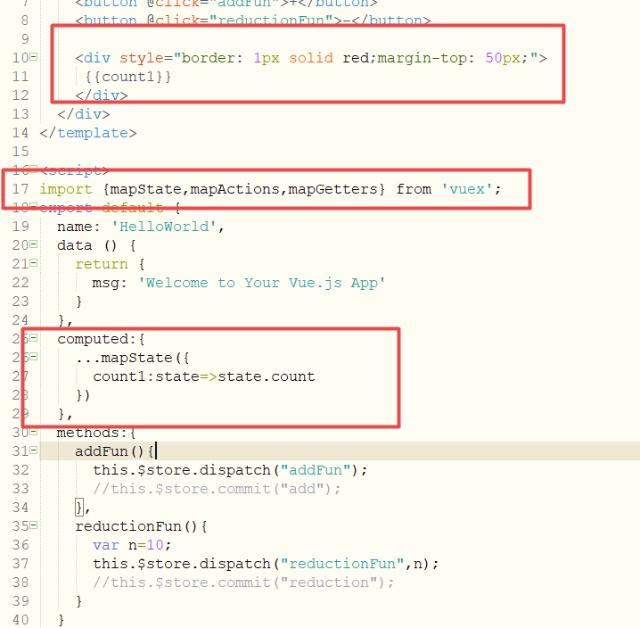 7 <button @click="addFun">+</button>
8 <button @click="reductionFun">-</button>
9
10 <div style="border: 1px solid red;margin-top: 50px;">
11 {{count1}}
12 </div>
13 </div>
14 </template>
15
16 <script>
17 import {mapState,mapActions,mapGetters} from 'vuex';
18 export default {
19 name: 'HelloWorld',
20 data () {
21 return {
22 msg: 'Welcome to Your Vue.js App'
23 }
24 },
25 computed:{
26 ...mapState({
27 count1:state=>state.count
28 })
29 },
30 methods:{
31 addFun(){
32 this.$store.dispatch("addFun");
33 //this.$store.commit("add");
34 },
35 reductionFun(){
36 var n=10;
37 this.$store.dispatch("reductionFun",n);
38 //this.$store.commit("reduction");
39 }
40 }